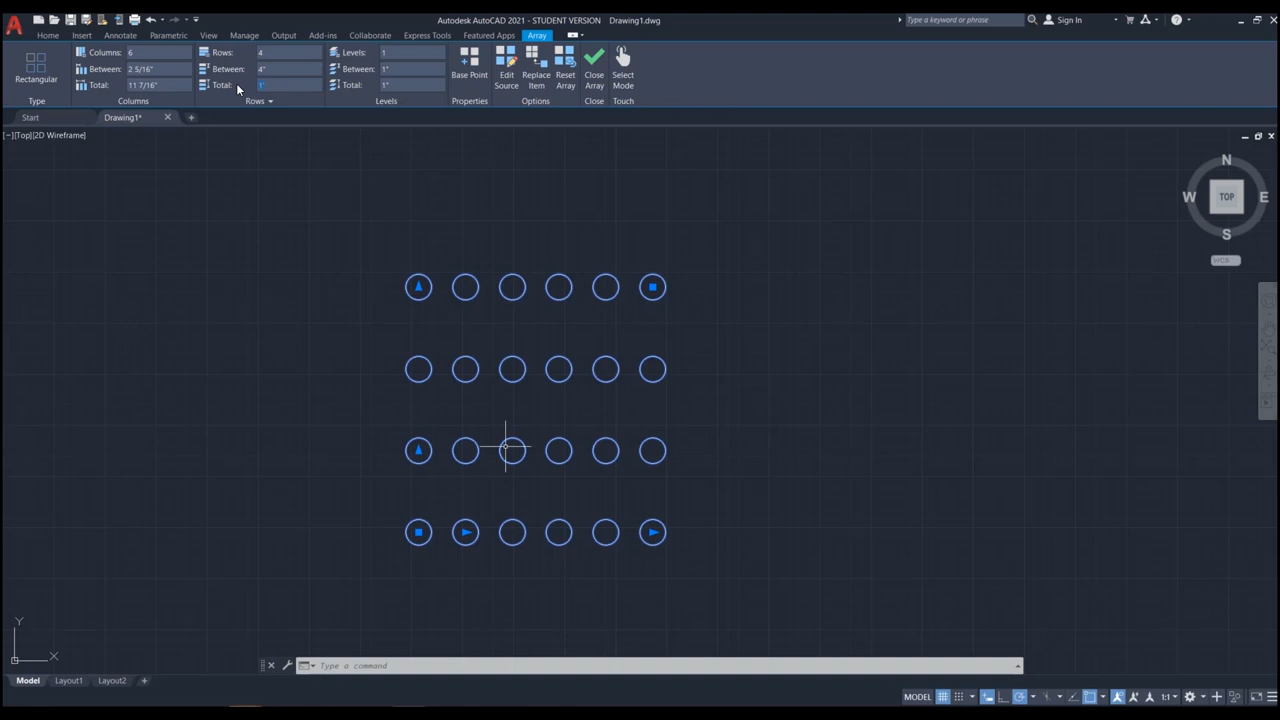 Autodesk AutoCAD 2021 - STUDENT VERSION Drawing1.dwg
Type a keyword or phrase
Sign In
Home Insert Annotate Parametric View Manage Output Add-ins Collaborate Express Tools Featured Apps Array
Columns: 6 Rows: 4 Levels: 1
Between: 2 5/16" Between: 4" Between: 1"
Total: 11 7/16" Total: 1' Total: 1"
Rectangular
Base Point
Edit Source
Replace Item
Reset Array
Close Array
Select Mode
Type Columns Rows Levels Properties Options Close Touch
Start Drawing1*
[−][Top][2D Wireframe]
N
W TOP E
S
WCS
Y
X
Type a command
Model Layout1 Layout2
MODEL 1:1